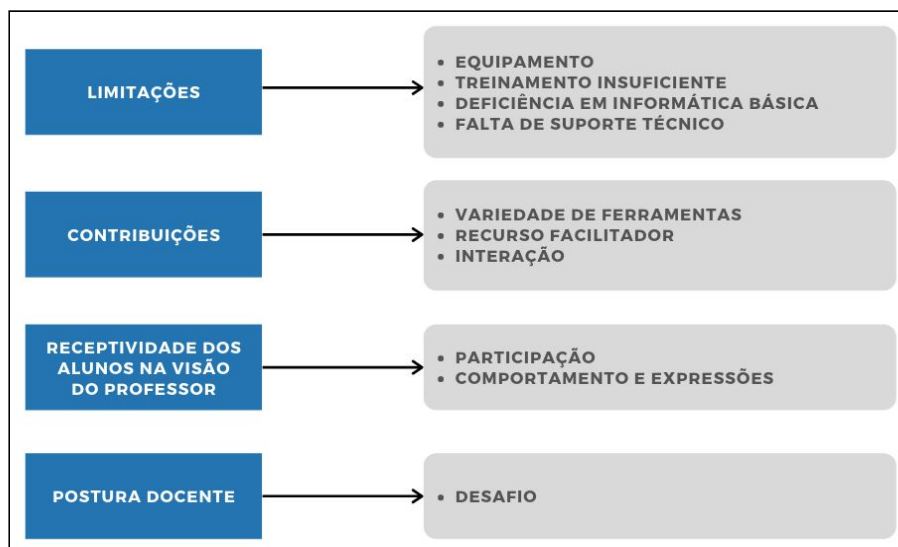 LIMITAÇÕES
• EQUIPAMENTO
• TREINAMENTO INSUFICIENTE
• DEFICIÊNCIA EM INFORMÁTICA BÁSICA
• FALTA DE SUPORTE TÉCNICO
CONTRIBUIÇÕES
• VARIEDADE DE FERRAMENTAS
• RECURSO FACILITADOR
• INTERAÇÃO
RECEPTIVIDADE DOS
ALUNOS NA VISÃO
DO PROFESSOR
• PARTICIPAÇÃO
• COMPORTAMENTO E EXPRESSÕES
POSTURA DOCENTE
• DESAFIO